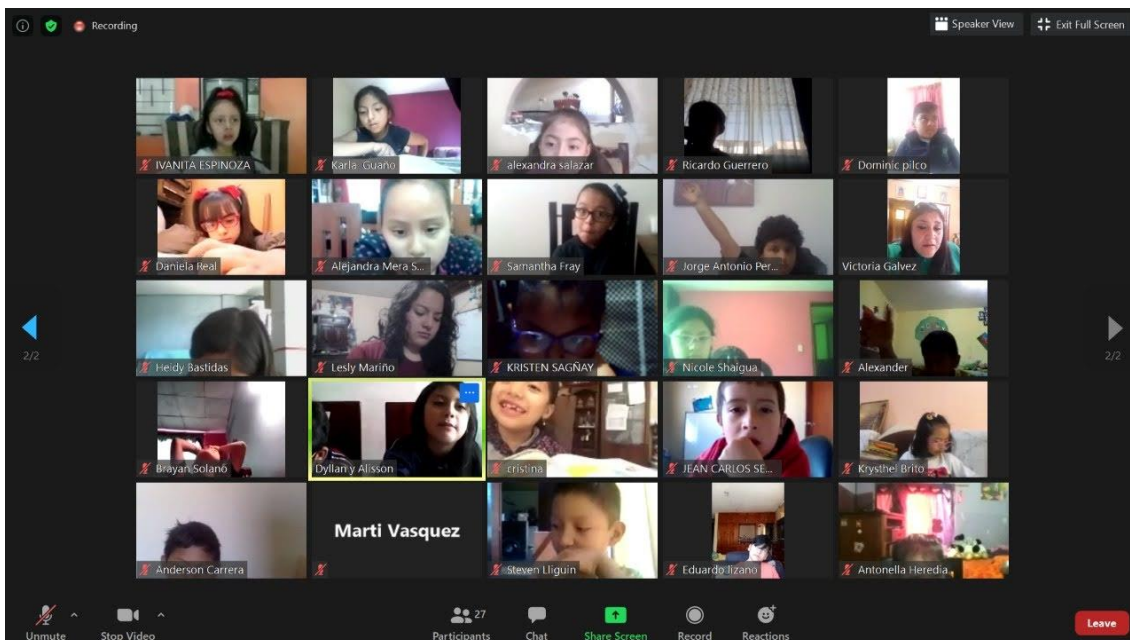 Recording
Speaker View
Exit Full Screen
IVANITA ESPINOZA
Karla Guaño
alexandra salazar
Ricardo Guerrero
Dominic pilco
Daniela Real
Alejandra Mera S...
Samantha Fray
Jorge Antonio Per...
Victoria Galvez
2/2
2/2
Heidy Bastidas
Lesly Mariño
KRISTEN SAGÑAY
Nicole Shaigua
Alexander
Brayan Solano
Dyllan y Alisson
cristina
JEAN CARLOS SE...
Krysthel Brito
Anderson Carrera
Marti Vasquez
Steven Lliguin
Eduardo lizano
Antonella Heredia
Unmute
Stop Video
27
Participants
Chat
Share Screen
Record
Reactions
Leave